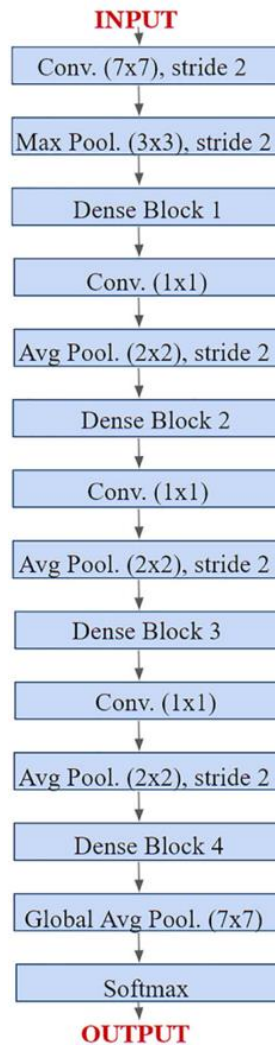 INPUT
Conv. (7x7), stride 2
Max Pool. (3x3), stride 2
Dense Block 1
Conv. (1x1)
Avg Pool. (2x2), stride 2
Dense Block 2
Conv. (1x1)
Avg Pool. (2x2), stride 2
Dense Block 3
Conv. (1x1)
Avg Pool. (2x2), stride 2
Dense Block 4
Global Avg Pool. (7x7)
Softmax
OUTPUT